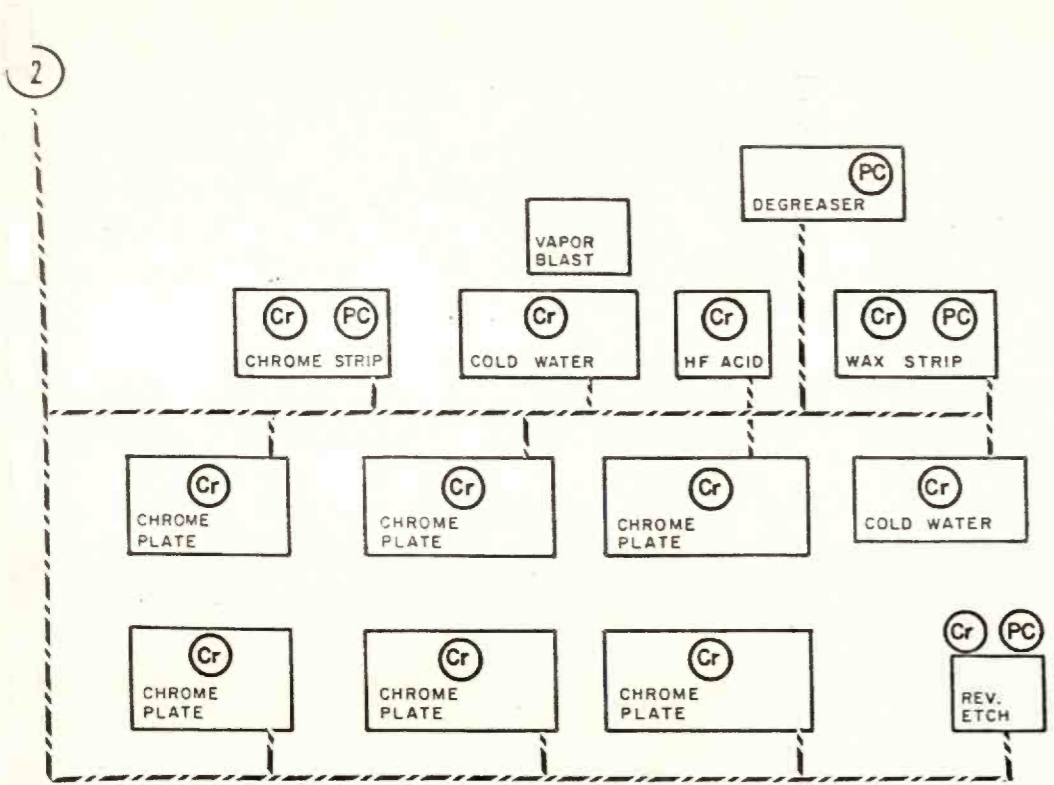 2
PC
DEGREASER
VAPOR
BLAST
Cr PC
CHROME STRIP
Cr
COLD WATER
Cr
HF ACID
Cr PC
WAX STRIP
Cr
CHROME
PLATE
Cr
CHROME
PLATE
Cr
CHROME
PLATE
Cr
COLD WATER
Cr
CHROME
PLATE
Cr
CHROME
PLATE
Cr
CHROME
PLATE
Cr PC
REV.
ETCH